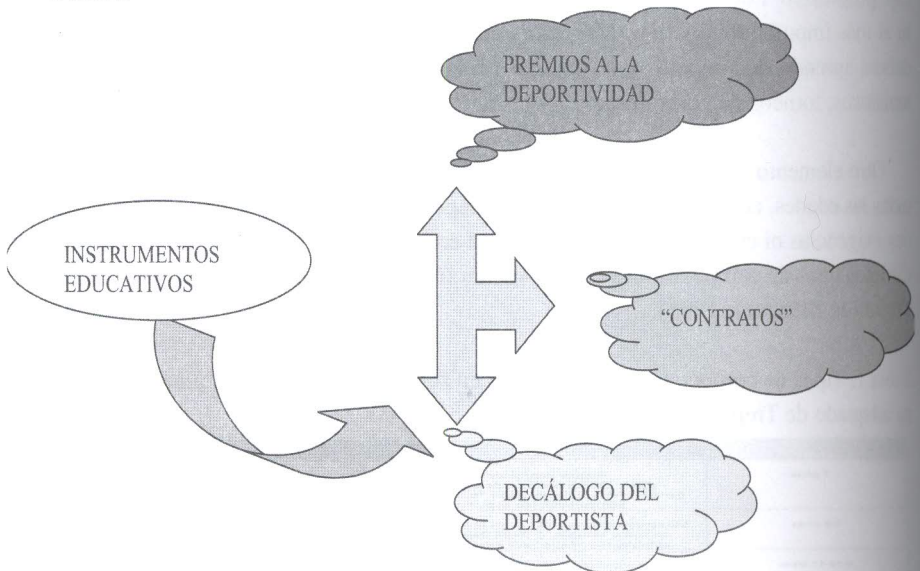 PREMIOS A LA
DEPORTIVIDAD
INSTRUMENTOS
EDUCATIVOS
“CONTRATOS”
DECÁLOGO DEL
DEPORTISTA